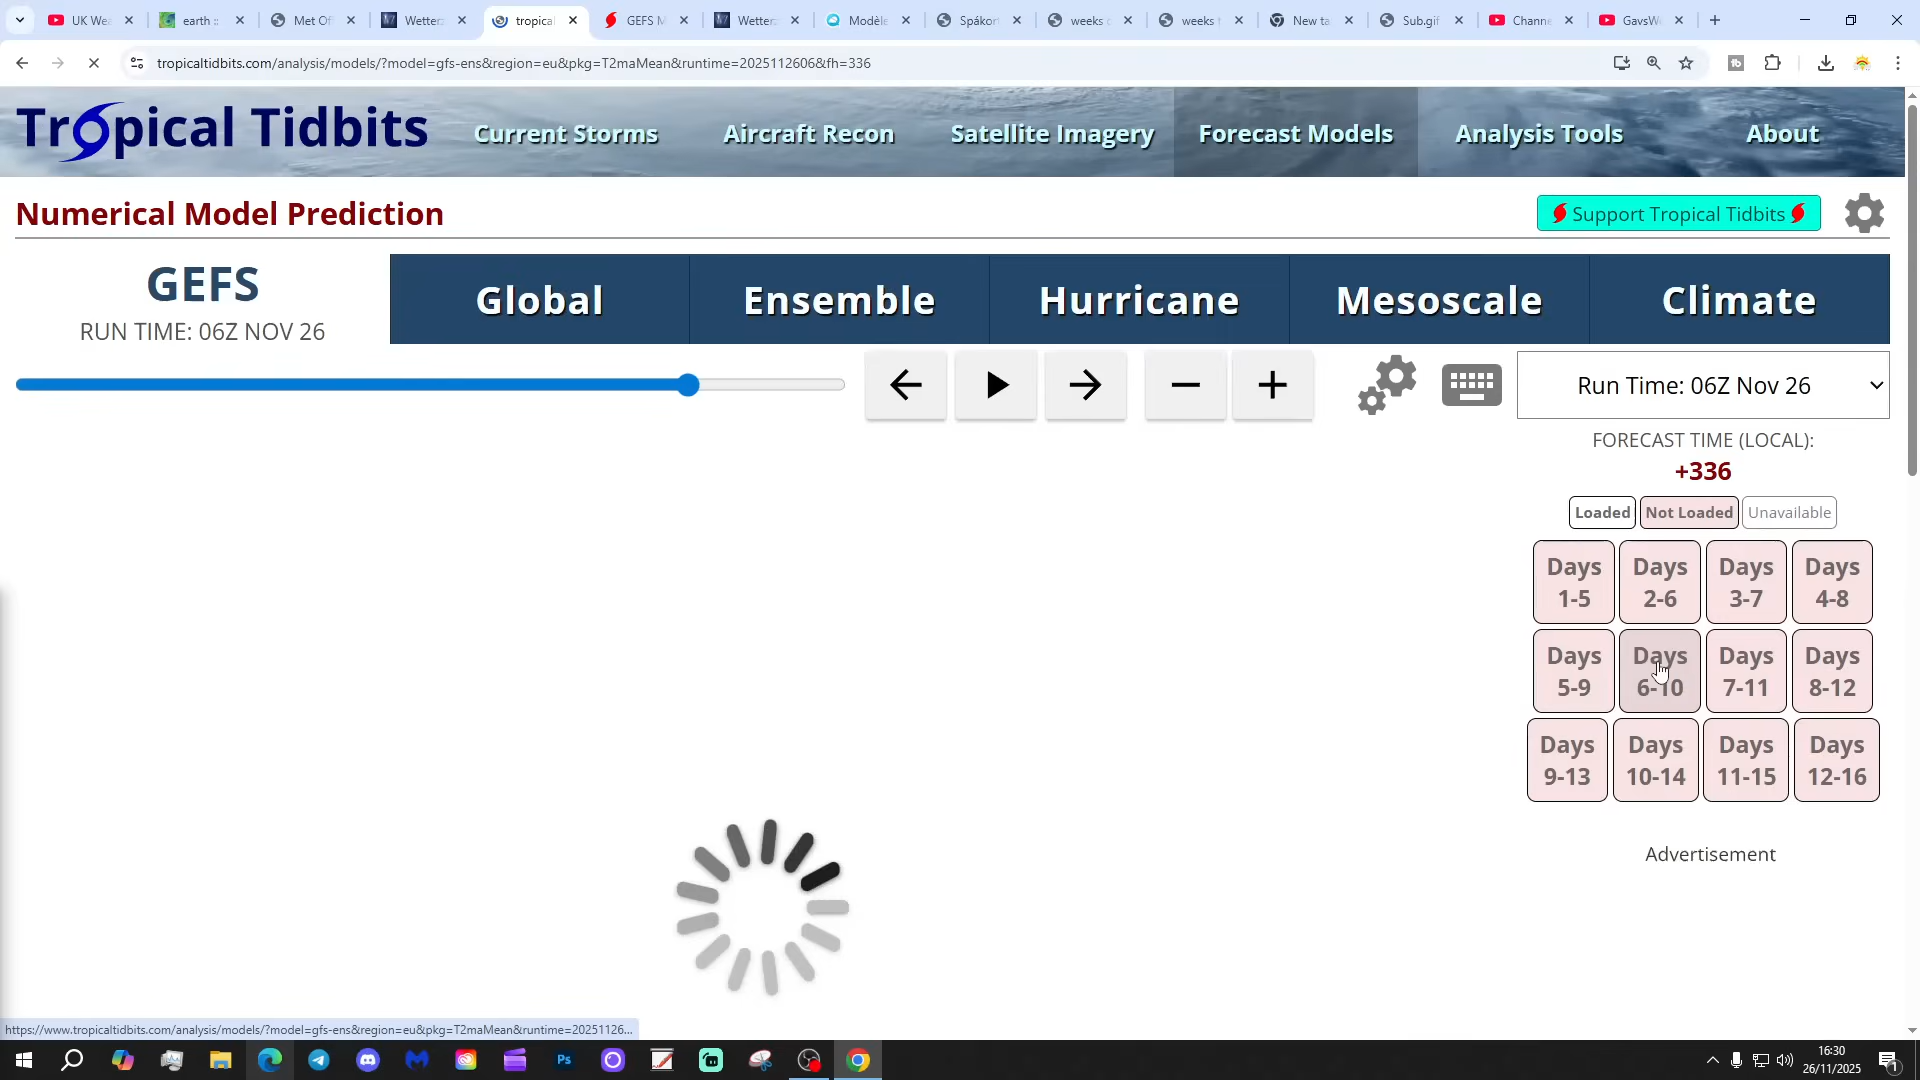 UK We
earth ::
Met Of
Wetter
tropical
GEFS M
Wetter
Modèle
Spákor
weeks
weeks
New ta
Sub.gif
Chann
GavsW
tropicaltidbits.com/analysis/models/?model=gfs-ens&region=eu&pkg=T2maMean&runtime=2025112606&fh=336
Tropical Tidbits
Current Storms
Aircraft Recon
Satellite Imagery
Forecast Models
Analysis Tools
About
Numerical Model Prediction
Support Tropical Tidbits
GEFS
RUN TIME: 06Z NOV 26
Global
Ensemble
Hurricane
Mesoscale
Climate
Run Time: 06Z Nov 26
FORECAST TIME (LOCAL):
+336
Loaded
Not Loaded
Unavailable
Days
1-5
Days
2-6
Days
3-7
Days
4-8
Days
5-9
Days
6-10
Days
7-11
Days
8-12
Days
9-13
Days
10-14
Days
11-15
Days
12-16
Advertisement
https://www.tropicaltidbits.com/analysis/models/?model=gfs-ens&region=eu&pkg=T2maMean&runtime=20251126...
Ps
16:30
26/11/2025
1